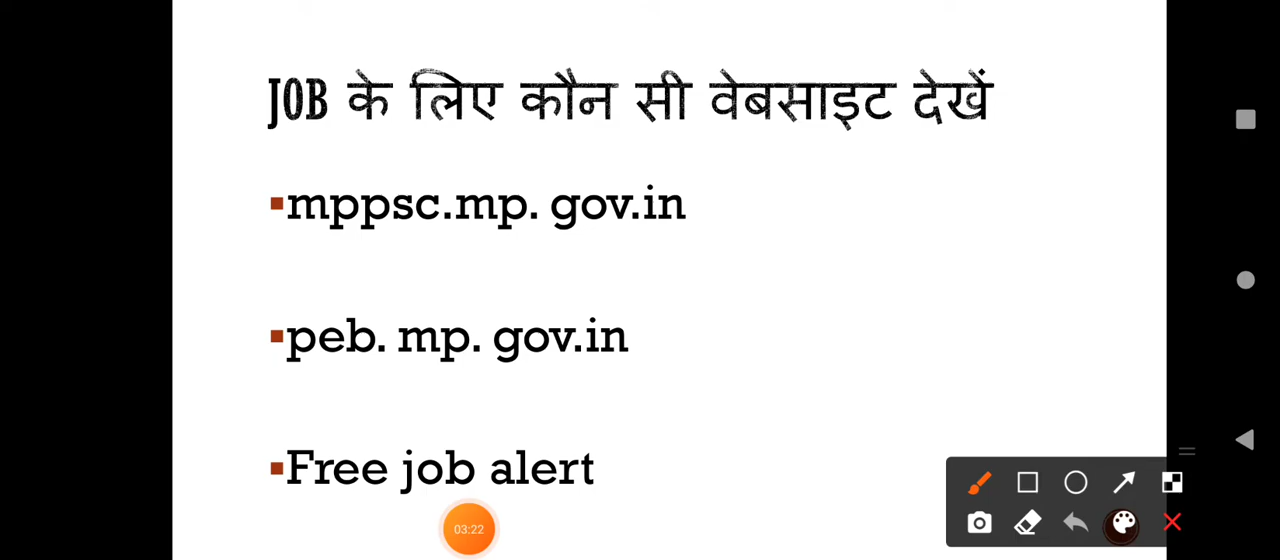 JOB के लिए कौन सी वेबसाइट देखें
▪mppsc.mp. gov.in
▪peb. mp. gov.in
▪Free job alert
03:22